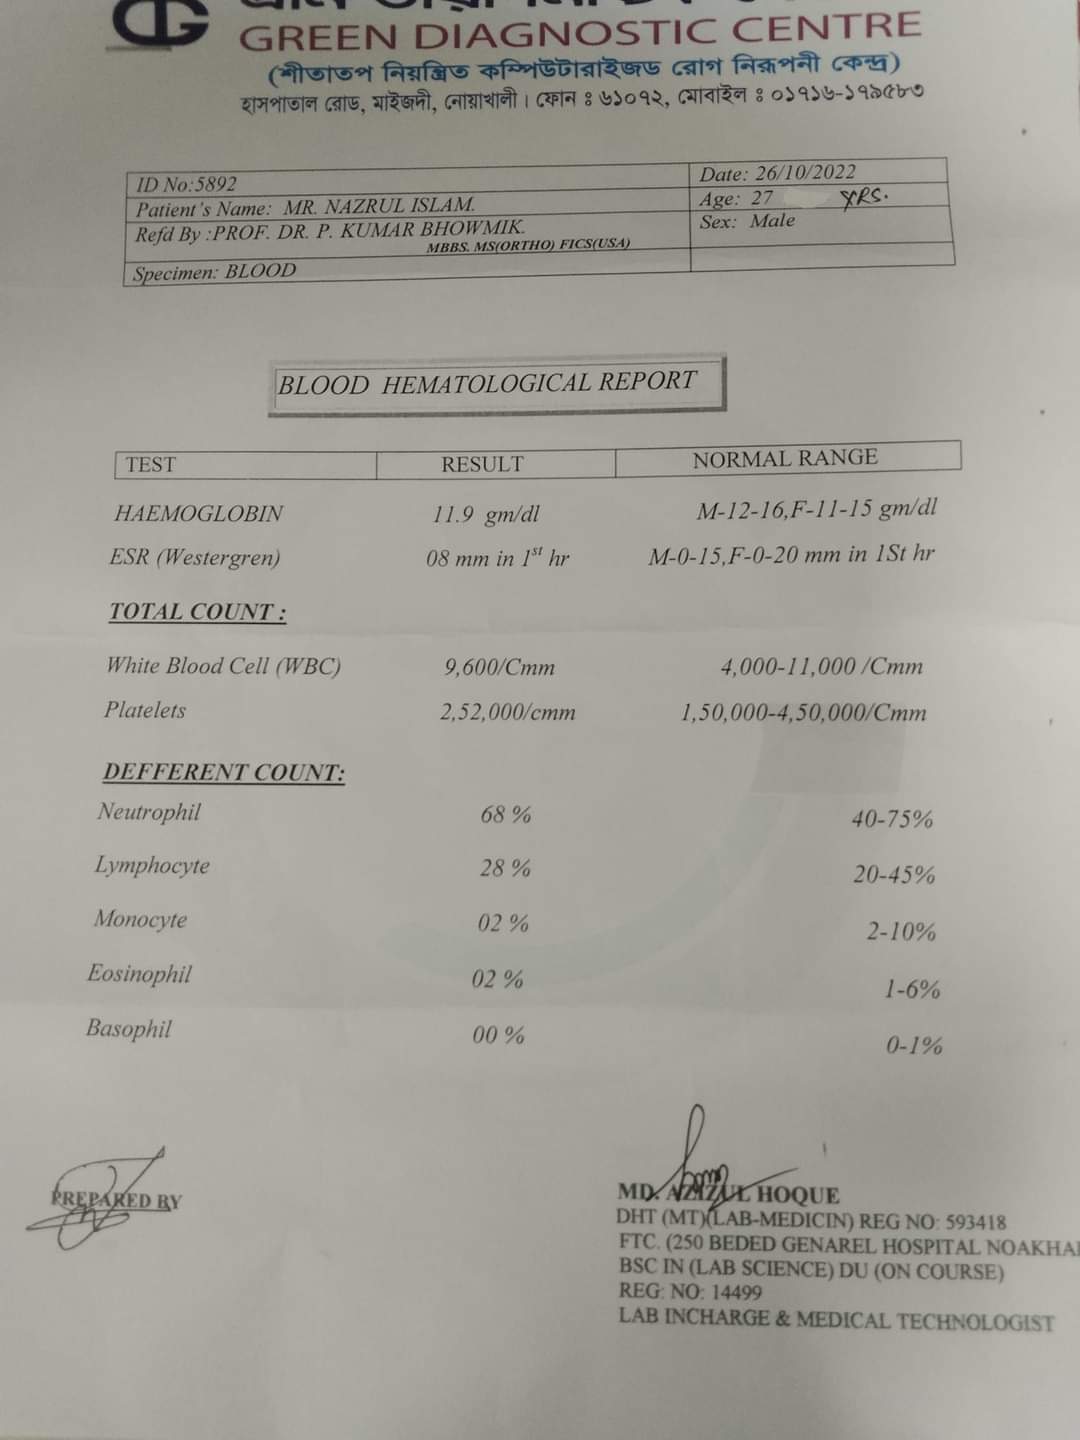 GREEN DIAGNOSTIC CENTRE
(শীতাতপ নিয়ন্ত্রিত কম্পিউটারাইজড রোগ নিরূপনী কেন্দ্র)
হাসপাতাল রোড, মাইজদী, নোয়াখালী। ফোন ঃ ৬১০৭২, মোবাইল ঃ ০১৭১৬-১৭৯৫৮৩
ID No:5892 Date: 26/10/2022
Patient's Name: MR. NAZRUL ISLAM. Age: 27 YRS.
Refd By :PROF. DR. P. KUMAR BHOWMIK. Sex: Male
MBBS. MS(ORTHO) FICS(USA)
Specimen: BLOOD
BLOOD HEMATOLOGICAL REPORT
TEST RESULT NORMAL RANGE
HAEMOGLOBIN 11.9 gm/dl M-12-16,F-11-15 gm/dl
ESR (Westergren) 08 mm in 1st hr M-0-15,F-0-20 mm in 1St hr
TOTAL COUNT :
White Blood Cell (WBC) 9,600/Cmm 4,000-11,000 /Cmm
Platelets 2,52,000/cmm 1,50,000-4,50,000/Cmm
DEFFERENT COUNT:
Neutrophil 68 % 40-75%
Lymphocyte 28 % 20-45%
Monocyte 02 % 2-10%
Eosinophil 02 % 1-6%
Basophil 00 % 0-1%
PREPARED BY
MD. AZIZUL HOQUE
DHT (MT)(LAB-MEDICIN) REG NO: 593418
FTC. (250 BEDED GENAREL HOSPITAL NOAKHAL
BSC IN (LAB SCIENCE) DU (ON COURSE)
REG: NO: 14499
LAB INCHARGE & MEDICAL TECHNOLOGIST